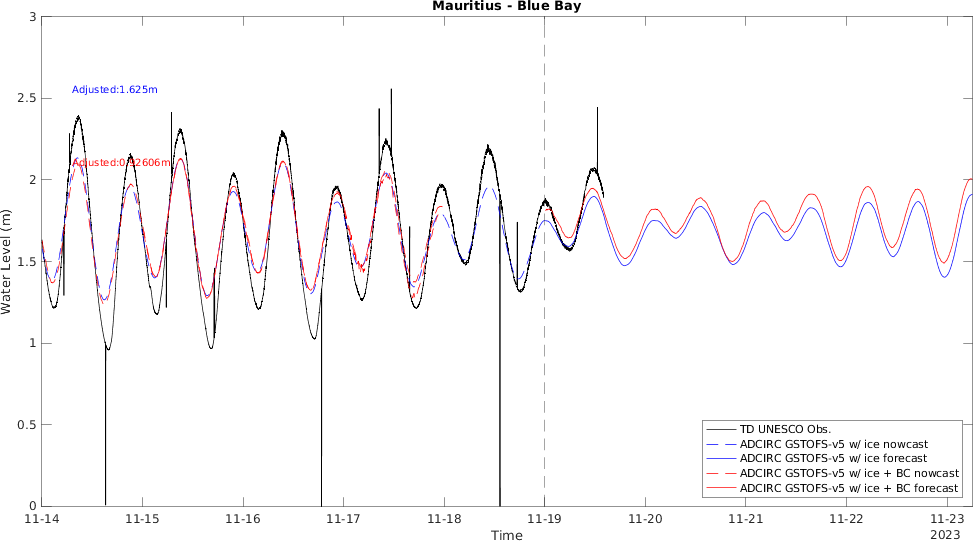 Mauritius - Blue Bay
3
2.5
2
1.5
1
0.5
0
Water Level (m)
Adjusted:1.625m
11-14
11-15
11-16
11-17
11-18
11-19
11-20
11-21
11-22
11-23
2023
Time
TD UNESCO Obs.
ADCIRC GSTOFS-v5 w/ ice nowcast
ADCIRC GSTOFS-v5 w/ ice forecast
ADCIRC GSTOFS-v5 w/ ice + BC nowcast
ADCIRC GSTOFS-v5 w/ ice + BC forecast